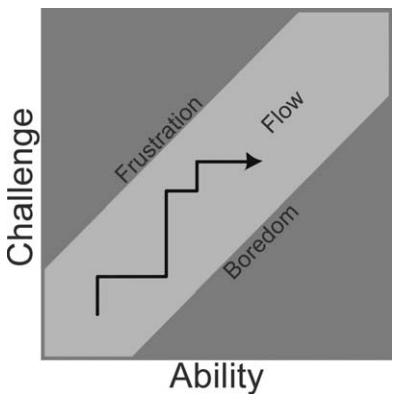 Challenge
Frustration
Flow
Boredom
Ability